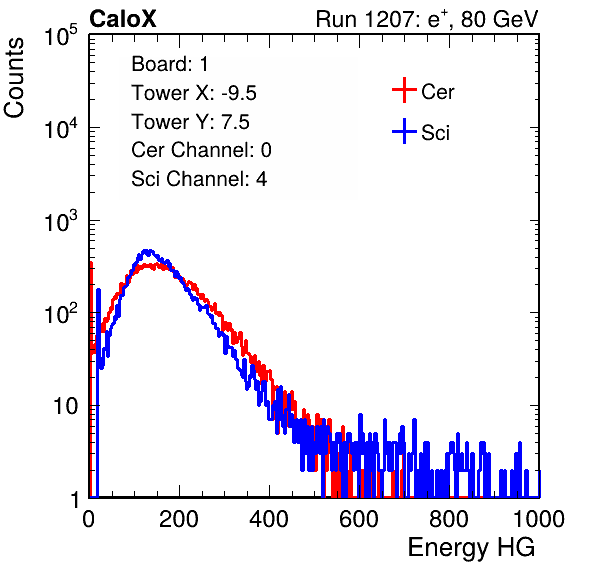 CaloX Run 1207: e⁺, 80 GeV
Counts
10⁵
10⁴
10³
10²
10
1
Board: 1
Tower X: -9.5
Tower Y: 7.5
Cer Channel: 0
Sci Channel: 4
Cer
Sci
0 200 400 600 800 1000
Energy HG